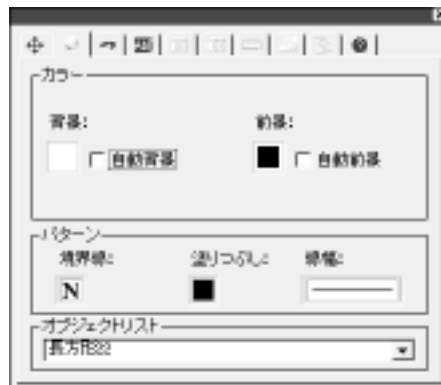 カラー
背景: 前景:
自動背景 自動前景
パターン
境界線: 塗りつぶし: 線幅:
N
オブジェクトリスト
長方形22